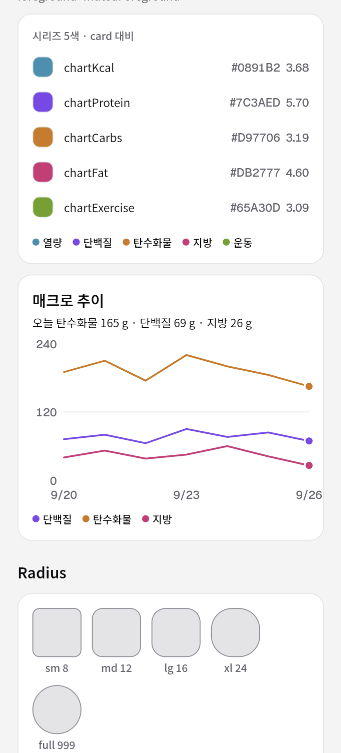 시리즈 5색 · card 대비
chartKcal #0891B2 3.68
chartProtein #7C3AED 5.70
chartCarbs #D97706 3.19
chartFat #DB2777 4.60
chartExercise #65A30D 3.09
열량 단백질 탄수화물 지방 운동
매크로 추이
오늘 탄수화물 165 g · 단백질 69 g · 지방 26 g
240
120
0
9/20 9/23 9/26
단백질 탄수화물 지방
Radius
sm 8 md 12 lg 16 xl 24
full 999